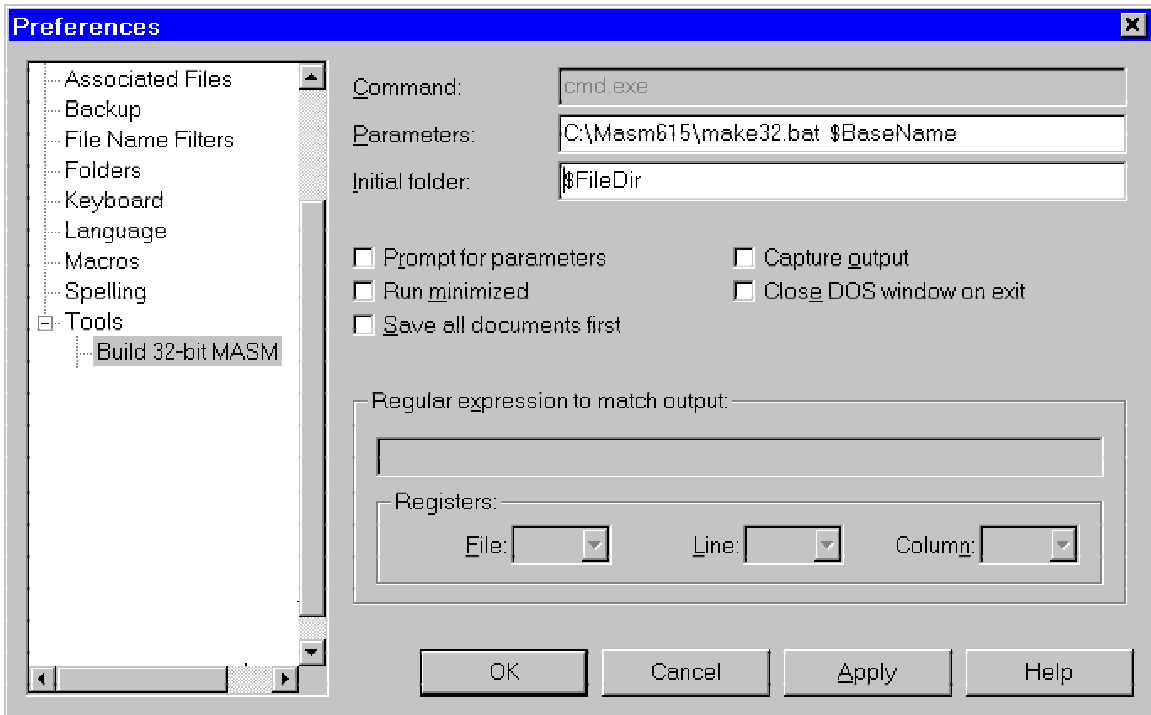 Preferences
Associated Files
Backup
File Name Filters
Folders
Keyboard
Language
Macros
Spelling
Tools
Build 32-bit MASM
Command: cmd.exe
Parameters: C:\Masm615\make32.bat $BaseName
Initial folder: $FileDir
Prompt for parameters
Capture output
Run minimized
Close DOS window on exit
Save all documents first
Regular expression to match output:
Registers:
File: Line: Column:
OK Cancel Apply Help